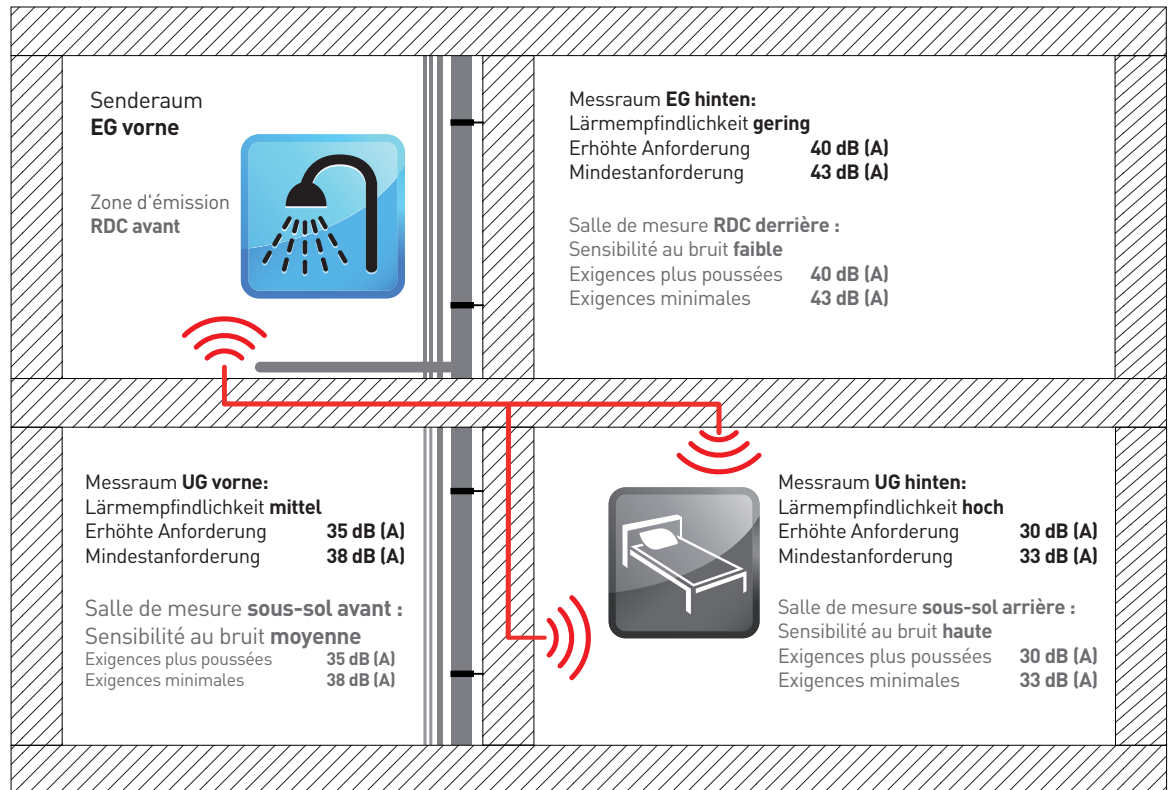 Senderaum
EG vorne
Zone d'émission
RDC avant
Messraum EG hinten:
Lärmempfindlichkeit gering
Erhöhte Anforderung 40 dB (A)
Mindestanforderung 43 dB (A)
Salle de mesure RDC derrière :
Sensibilité au bruit faible
Exigences plus poussées 40 dB (A)
Exigences minimales 43 dB (A)
Messraum UG vorne:
Lärmempfindlichkeit mittel
Erhöhte Anforderung 35 dB (A)
Mindestanforderung 38 dB (A)
Salle de mesure sous-sol avant :
Sensibilité au bruit moyenne
Exigences plus poussées 35 dB (A)
Exigences minimales 38 dB (A)
Messraum UG hinten:
Lärmempfindlichkeit hoch
Erhöhte Anforderung 30 dB (A)
Mindestanforderung 33 dB (A)
Salle de mesure sous-sol arrière :
Sensibilité au bruit haute
Exigences plus poussées 30 dB (A)
Exigences minimales 33 dB (A)